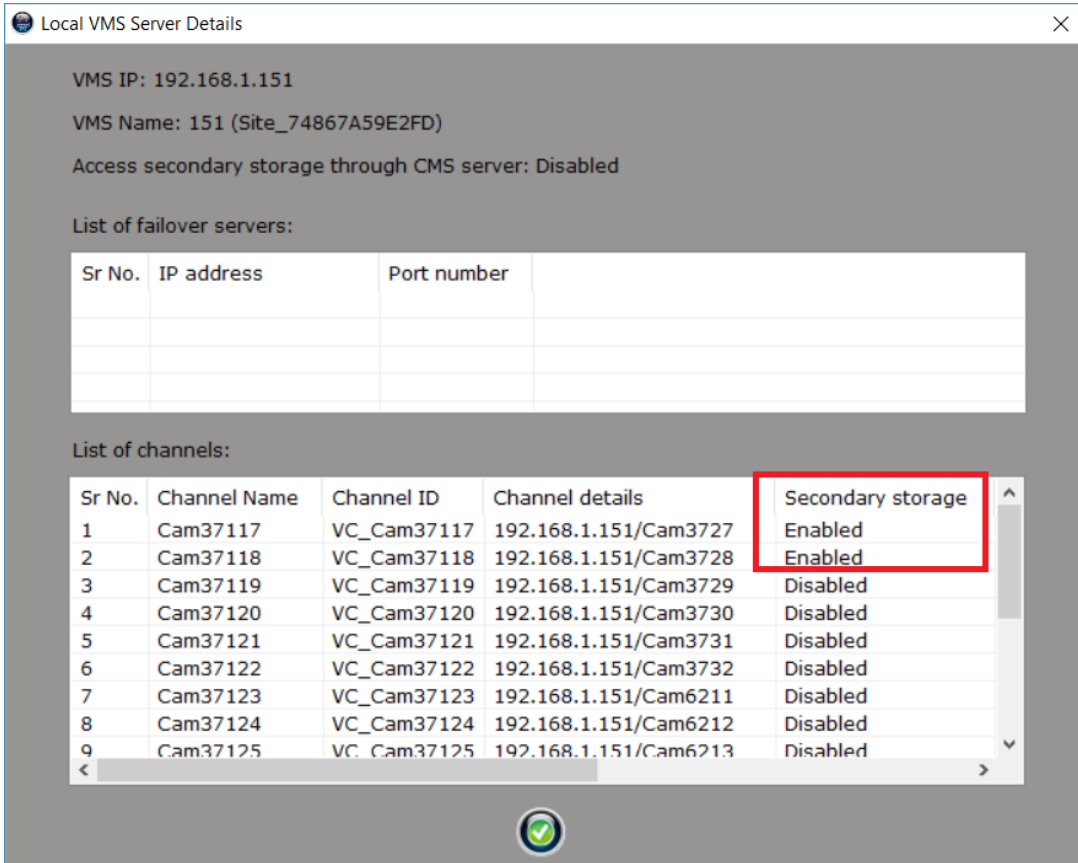 Local VMS Server Details
VMS IP: 192.168.1.151
VMS Name: 151 (Site_74867A59E2FD)
Access secondary storage through CMS server: Disabled
List of failover servers:
Sr No. IP address Port number
List of channels:
Sr No. Channel Name Channel ID Channel details Secondary storage
1 Cam37117 VC_Cam37117 192.168.1.151/Cam3727 Enabled
2 Cam37118 VC_Cam37118 192.168.1.151/Cam3728 Enabled
3 Cam37119 VC_Cam37119 192.168.1.151/Cam3729 Disabled
4 Cam37120 VC_Cam37120 192.168.1.151/Cam3730 Disabled
5 Cam37121 VC_Cam37121 192.168.1.151/Cam3731 Disabled
6 Cam37122 VC_Cam37122 192.168.1.151/Cam3732 Disabled
7 Cam37123 VC_Cam37123 192.168.1.151/Cam6211 Disabled
8 Cam37124 VC_Cam37124 192.168.1.151/Cam6212 Disabled
9 Cam37125 VC_Cam37125 192.168.1.151/Cam6213 Disabled